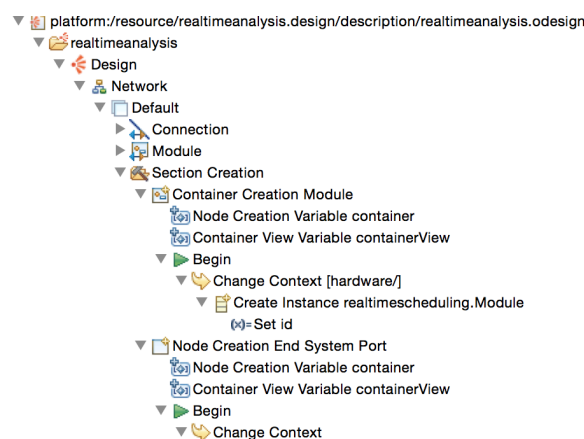 platform:/resource/realtimeanalysis.design/description/realtimeanalysis.odesign
realtimeanalysis
Design
Network
Default
Connection
Module
Section Creation
Container Creation Module
Node Creation Variable container
Container View Variable containerView
Begin
Change Context [hardware/]
Create Instance realtimescheduling.Module
(x)= Set id
Node Creation End System Port
Node Creation Variable container
Container View Variable containerView
Begin
Change Context